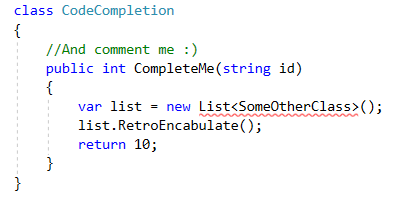 class CodeCompletion
{
    //And comment me :)
    public int CompleteMe(string id)
    {
        var list = new List<SomeOtherClass>();
        list.RetroEncabulate();
        return 10;
    }
}